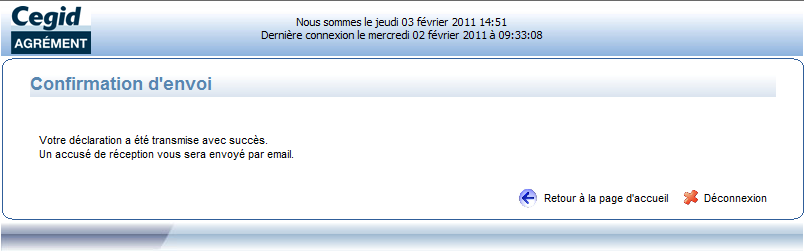 Cegid
AGRÉMENT
Nous sommes le jeudi 03 février 2011 14:51
Dernière connexion le mercredi 02 février 2011 à 09:33:08
Confirmation d'envoi
Votre déclaration a été transmise avec succès.
Un accusé de réception vous sera envoyé par email.
Retour à la page d'accueil Déconnexion